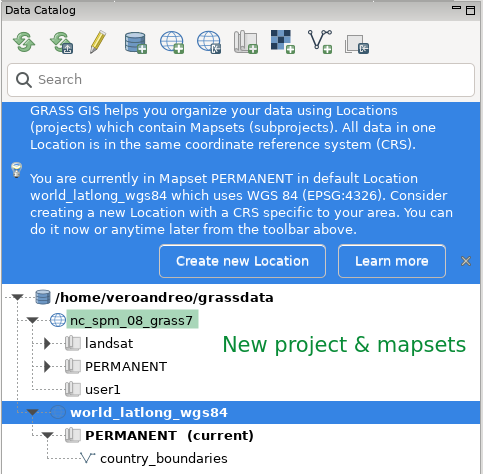 Data Catalog
Search
GRASS GIS helps you organize your data using Locations
(projects) which contain Mapsets (subprojects). All data in one
Location is in the same coordinate reference system (CRS).
You are currently in Mapset PERMANENT in default Location
world_latlong_wgs84 which uses WGS 84 (EPSG:4326). Consider
creating a new Location with a CRS specific to your area. You can
do it now or anytime later from the toolbar above.
Create new Location Learn more
/home/veroandreo/grassdata
nc_spm_08_grass7
landsat
New project & mapsets
PERMANENT
user1
world_latlong_wgs84
PERMANENT (current)
country_boundaries